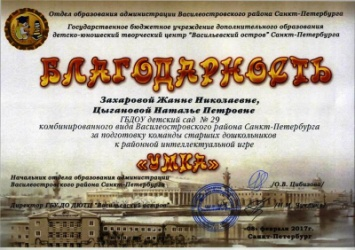 Отдел образования администрации Василеостровского района Санкт-Петербурга
Государственное бюджетное учреждение дополнительного образования
детско-юношеский творческий центр "Васильевский остров" Санкт-Петербурга
БЛАГОДАРНОСТЬ
Захаровой Жанне Николаевне,
Цыгановой Наталье Петровне
ГБДОУ детский сад № 29
комбинированного вида Василеостровского района Санкт-Петербурга
за подготовку команды старших дошкольников
к районной интеллектуальной игре
«УМКА»
Начальник отдела образования администрации
Василеостровского района Санкт-Петербурга
Директор ГБУ ДО ДЮТЦ "Васильевский остров"
февраля 2017г.
Санкт-Петербург